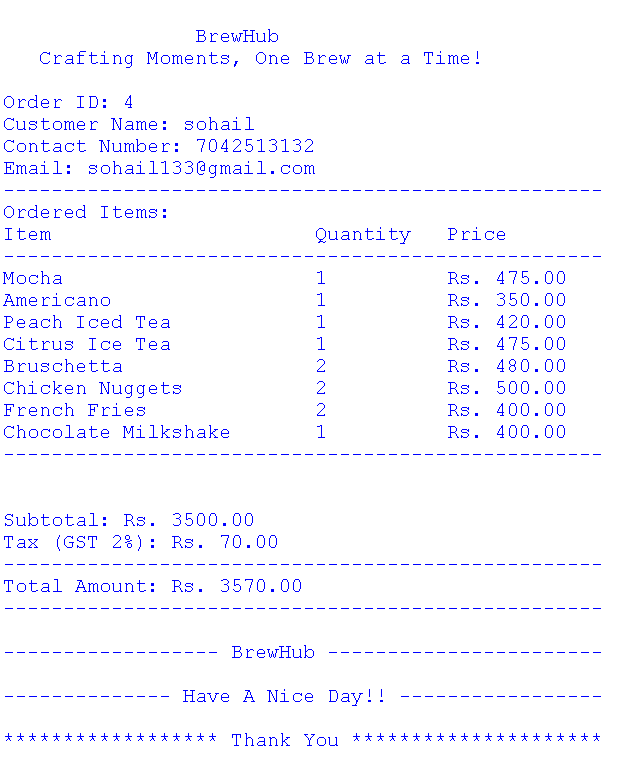 BrewHub
Crafting Moments, One Brew at a Time!
Order ID: 4
Customer Name: sohail
Contact Number: 7042513132
Email: sohail133@gmail.com
--------------------------------------------------
Ordered Items:
Item                      Quantity   Price
--------------------------------------------------
Mocha                     1          Rs. 475.00
Americano                 1          Rs. 350.00
Peach Iced Tea            1          Rs. 420.00
Citrus Ice Tea            1          Rs. 475.00
Bruschetta                2          Rs. 480.00
Chicken Nuggets           2          Rs. 500.00
French Fries              2          Rs. 400.00
Chocolate Milkshake       1          Rs. 400.00
--------------------------------------------------
Subtotal: Rs. 3500.00
Tax (GST 2%): Rs. 70.00
--------------------------------------------------
Total Amount: Rs. 3570.00
--------------------------------------------------
------------------ BrewHub -----------------------
-------------- Have A Nice Day!! -----------------
****************** Thank You *********************